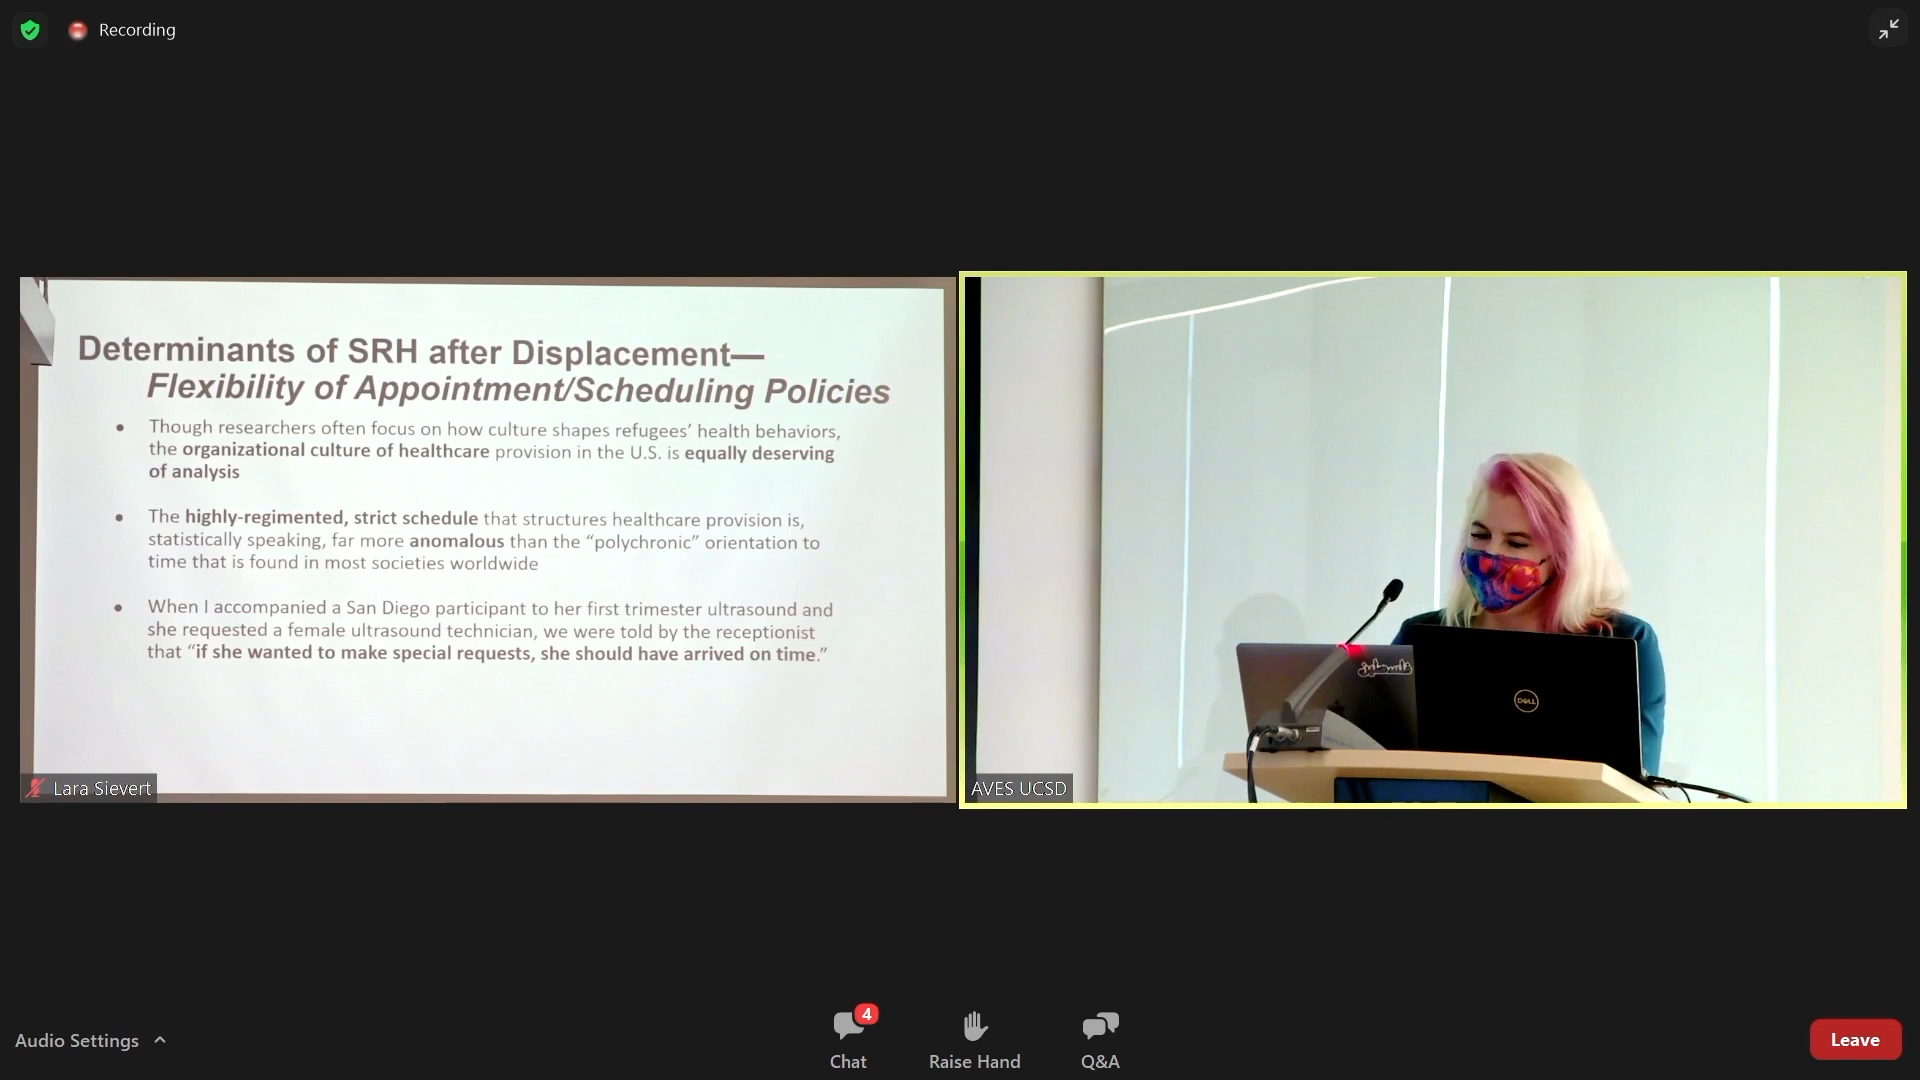 Recording
Determinants of SRH after Displacement—
Flexibility of Appointment/Scheduling Policies
• Though researchers often focus on how culture shapes refugees’ health behaviors,
the organizational culture of healthcare provision in the U.S. is equally deserving
of analysis
• The highly-regimented, strict schedule that structures healthcare provision is,
statistically speaking, far more anomalous than the “polychronic” orientation to
time that is found in most societies worldwide
• When I accompanied a San Diego participant to her first trimester ultrasound and
she requested a female ultrasound technician, we were told by the receptionist
that “if she wanted to make special requests, she should have arrived on time.”
Lara Sievert
فلسطين
DELL
AVES UCSD
Audio Settings
4
Chat
Raise Hand
Q&A
Leave